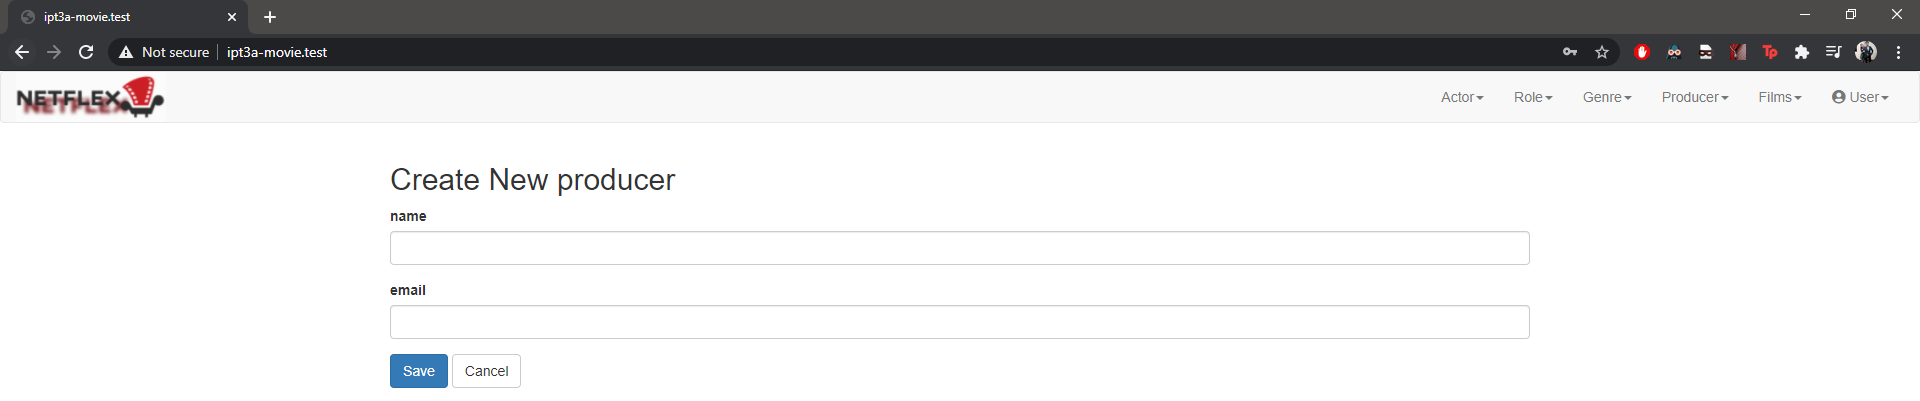 ipt3a-movie.test
Not secure ipt3a-movie.test
Tp
NETFLEX
Actor Role Genre Producer Films User
Create New producer
name
email
Save Cancel